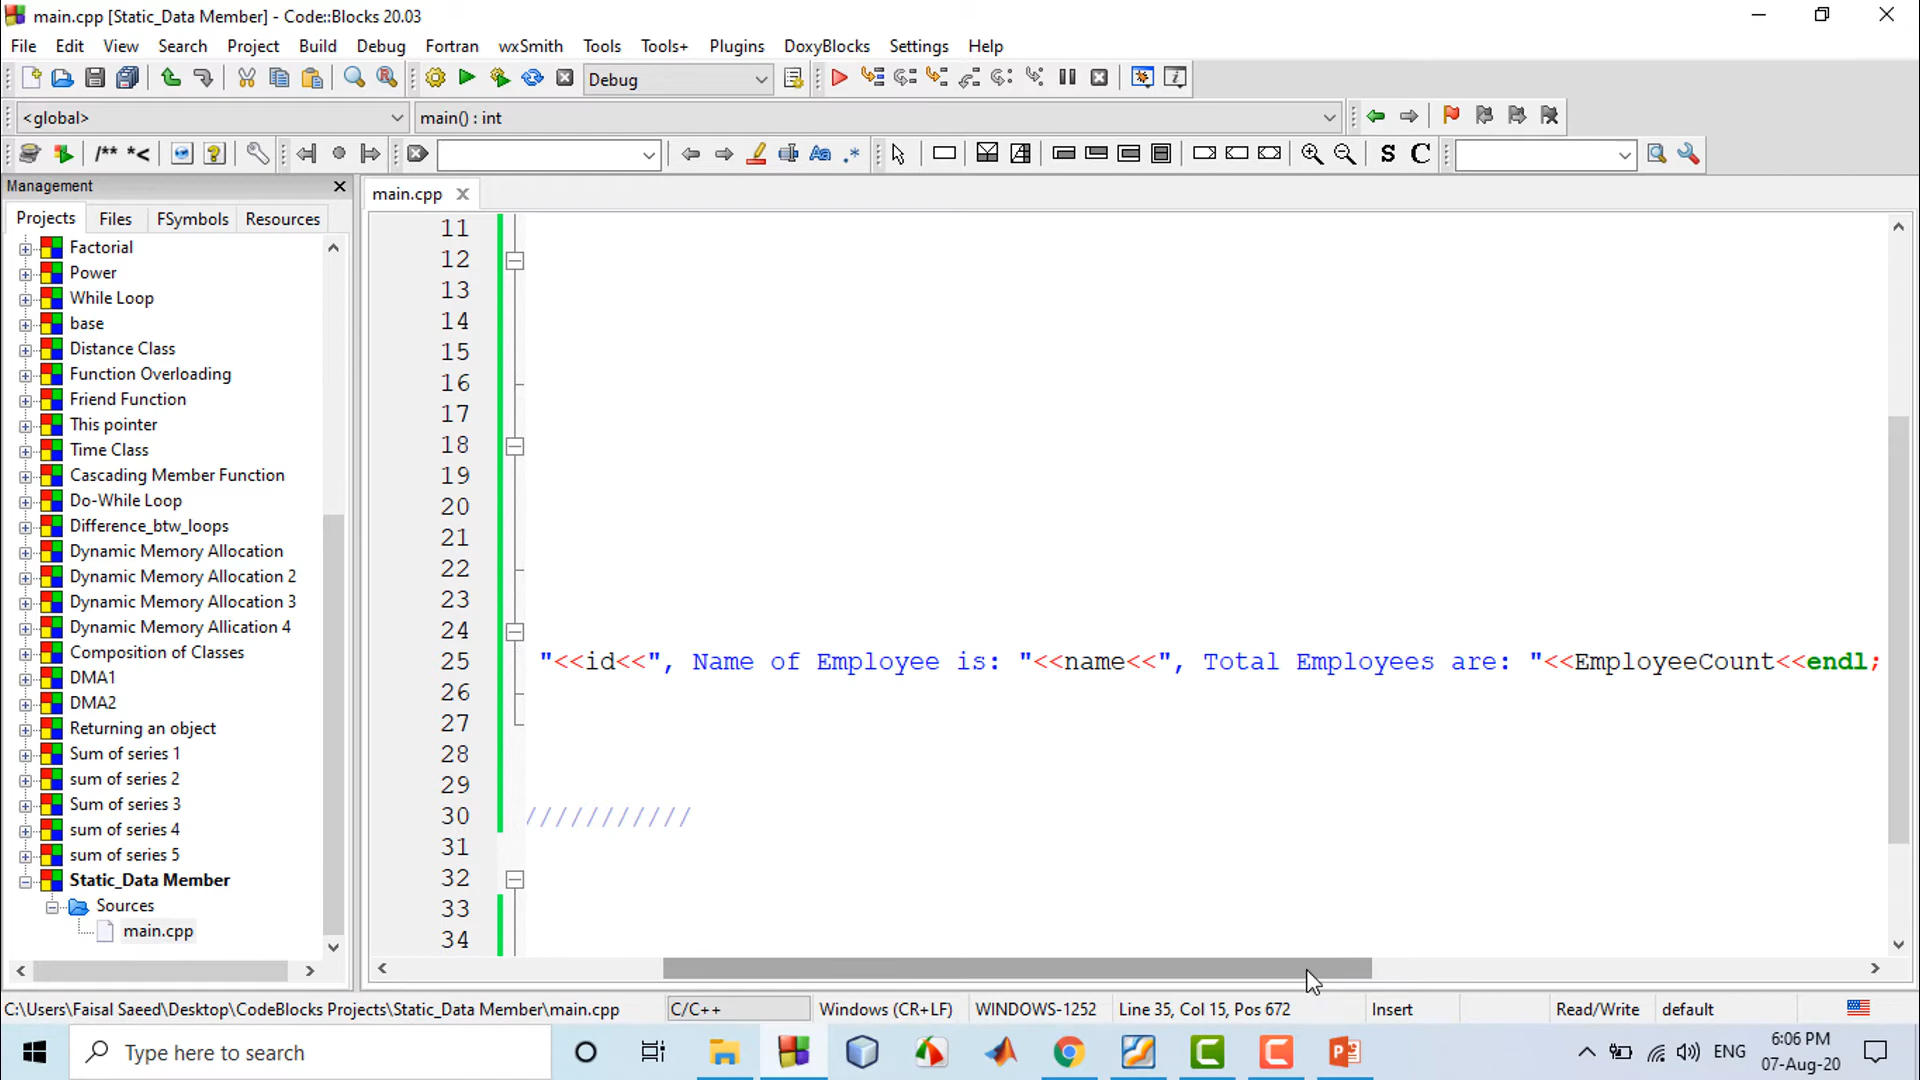 main.cpp [Static_Data Member] - Code::Blocks 20.03
File Edit View Search Project Build Debug Fortran wxSmith Tools Tools+ Plugins DoxyBlocks Settings Help
Debug
<global> main() : int
/** *< Aa .* S C
Management
main.cpp
Projects Files FSymbols Resources
Factorial
Power
While Loop
base
Distance Class
Function Overloading
Friend Function
This pointer
Time Class
Cascading Member Function
Do-While Loop
Difference_btw_loops
Dynamic Memory Allocation
Dynamic Memory Allocation 2
Dynamic Memory Allocation 3
Dynamic Memory Allication 4
Composition of Classes
DMA1
DMA2
Returning an object
Sum of series 1
sum of series 2
Sum of series 3
sum of series 4
sum of series 5
Static_Data Member
Sources
main.cpp
11
12
13
14
15
16
17
18
19
20
21
22
23
24
25 "<<id<<", Name of Employee is: "<<name<<", Total Employees are: "<<EmployeeCount<<endl;
26
27
28
29
30 ///////////
31
32
33
34
C:\Users\Faisal Saeed\Desktop\CodeBlocks Projects\Static_Data Member\main.cpp C/C++ Windows (CR+LF) WINDOWS-1252 Line 35, Col 15, Pos 672 Insert Read/Write default
Type here to search
ENG
6:06 PM
07-Aug-20